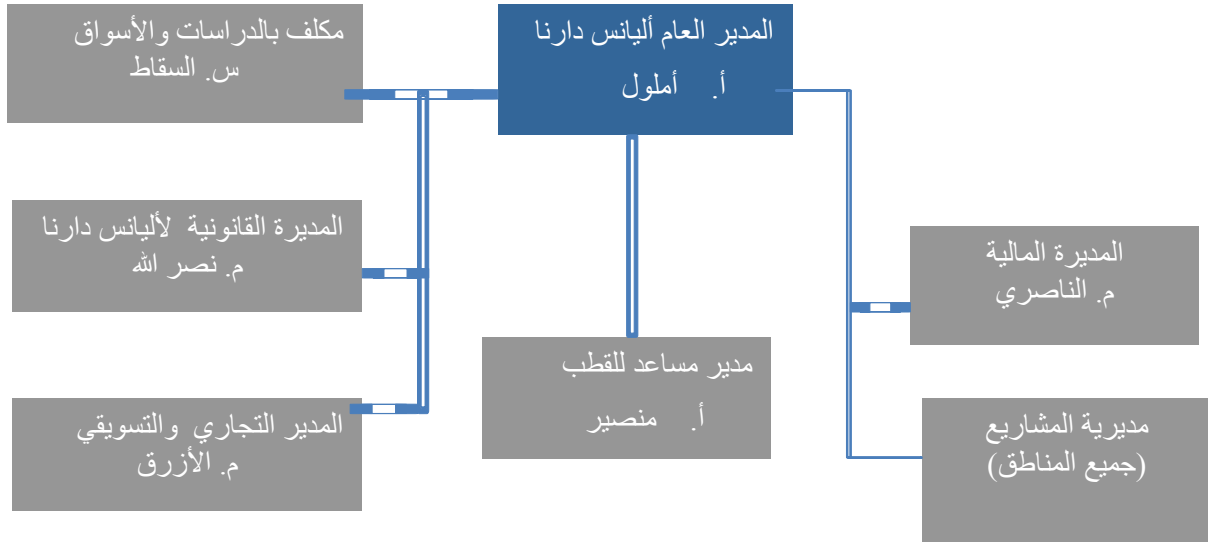 المدير العام أليانس دارنا
أ. أملول
مكلف بالدراسات والأسواق
س. السقاط
المديرة القانونية لأليانس دارنا
م. نصر الله
المديرة المالية
م. الناصري
مدير مساعد للقطب
أ. منصير
المدير التجاري والتسويقي
م. الأزرق
مديرية المشاريع
(جميع المناطق)